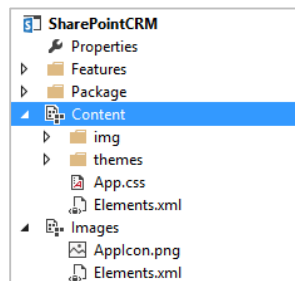 SharePointCRM
Properties
Features
Package
Content
img
themes
App.css
Elements.xml
Images
AppIcon.png
Elements.xml